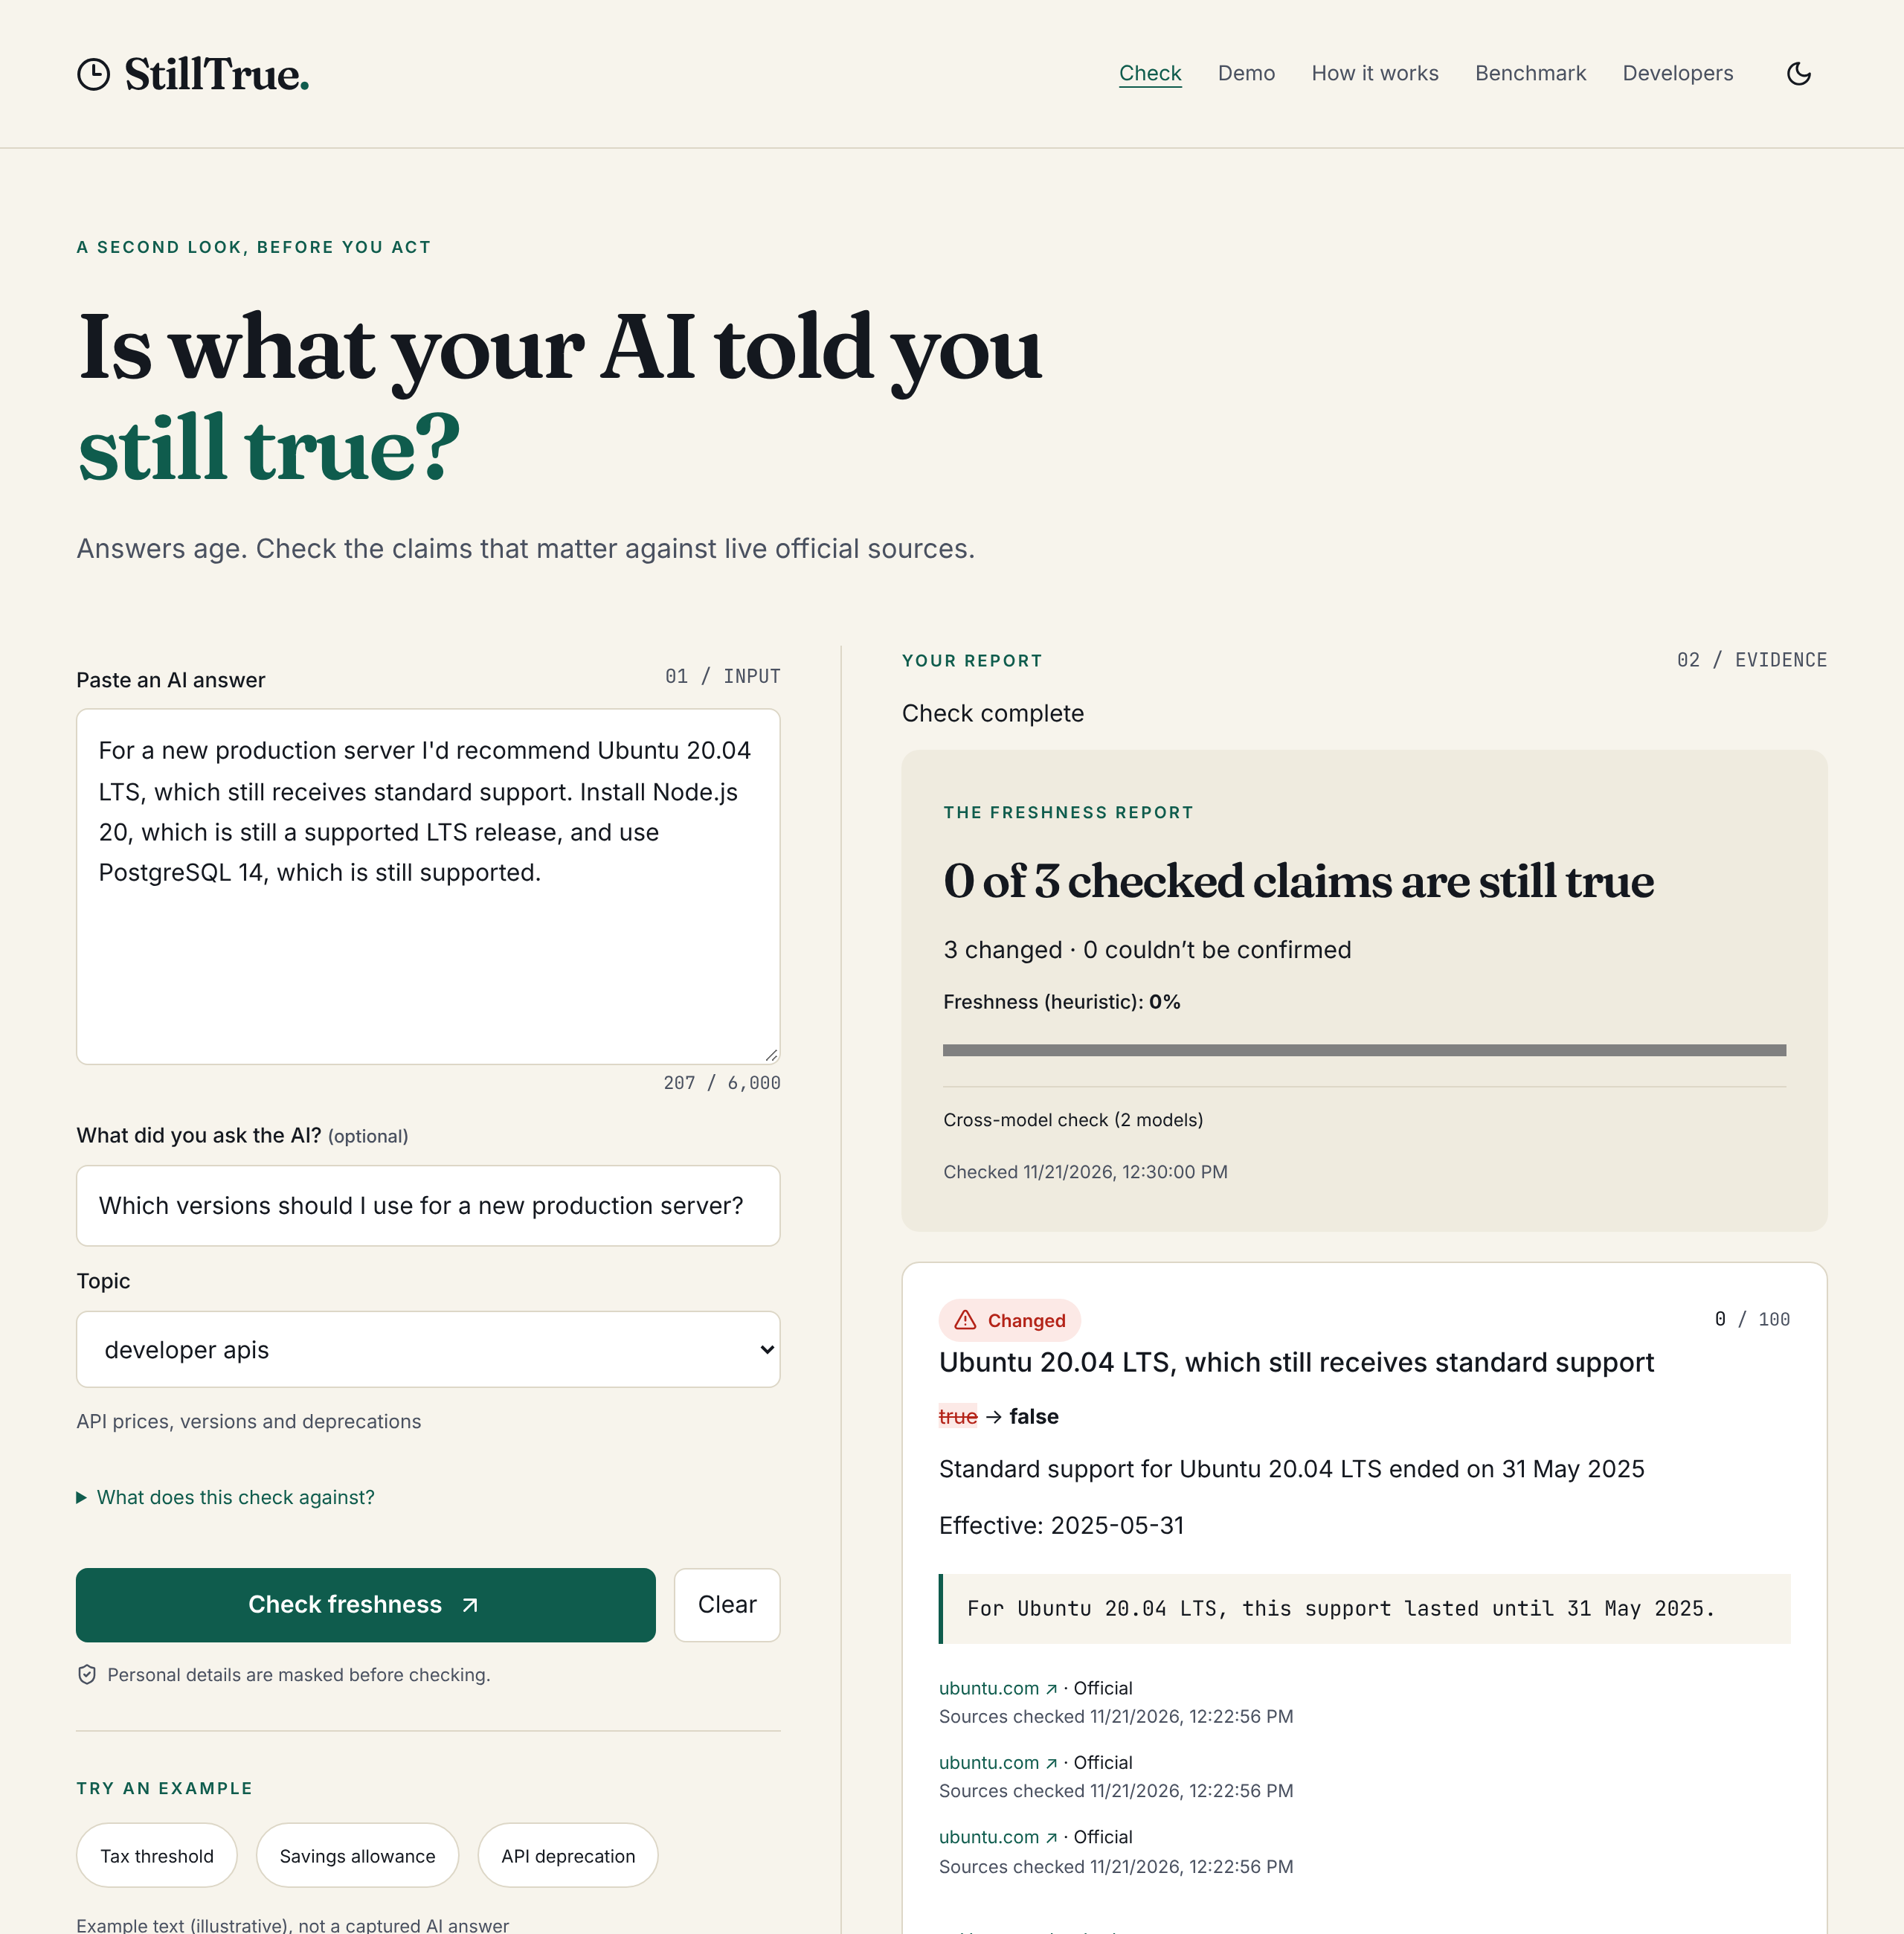 StillTrue.
Check
Demo
How it works
Benchmark
Developers
A SECOND LOOK, BEFORE YOU ACT
Is what your AI told you
still true?
Answers age. Check the claims that matter against live official sources.
Paste an AI answer
01 / INPUT
For a new production server I'd recommend Ubuntu 20.04
LTS, which still receives standard support. Install Node.js
20, which is still a supported LTS release, and use
PostgreSQL 14, which is still supported.
207 / 6,000
What did you ask the AI? (optional)
Which versions should I use for a new production server?
Topic
developer apis
API prices, versions and deprecations
What does this check against?
Check freshness ↗
Clear
Personal details are masked before checking.
TRY AN EXAMPLE
Tax threshold
Savings allowance
API deprecation
Example text (illustrative), not a captured AI answer
YOUR REPORT
02 / EVIDENCE
Check complete
THE FRESHNESS REPORT
0 of 3 checked claims are still true
3 changed · 0 couldn’t be confirmed
Freshness (heuristic): 0%
Cross-model check (2 models)
Checked 11/21/2026, 12:30:00 PM
Changed
0 / 100
Ubuntu 20.04 LTS, which still receives standard support
true → false
Standard support for Ubuntu 20.04 LTS ended on 31 May 2025
Effective: 2025-05-31
For Ubuntu 20.04 LTS, this support lasted until 31 May 2025.
ubuntu.com ↗ · Official
Sources checked 11/21/2026, 12:22:56 PM
ubuntu.com ↗ · Official
Sources checked 11/21/2026, 12:22:56 PM
ubuntu.com ↗ · Official
Sources checked 11/21/2026, 12:22:56 PM